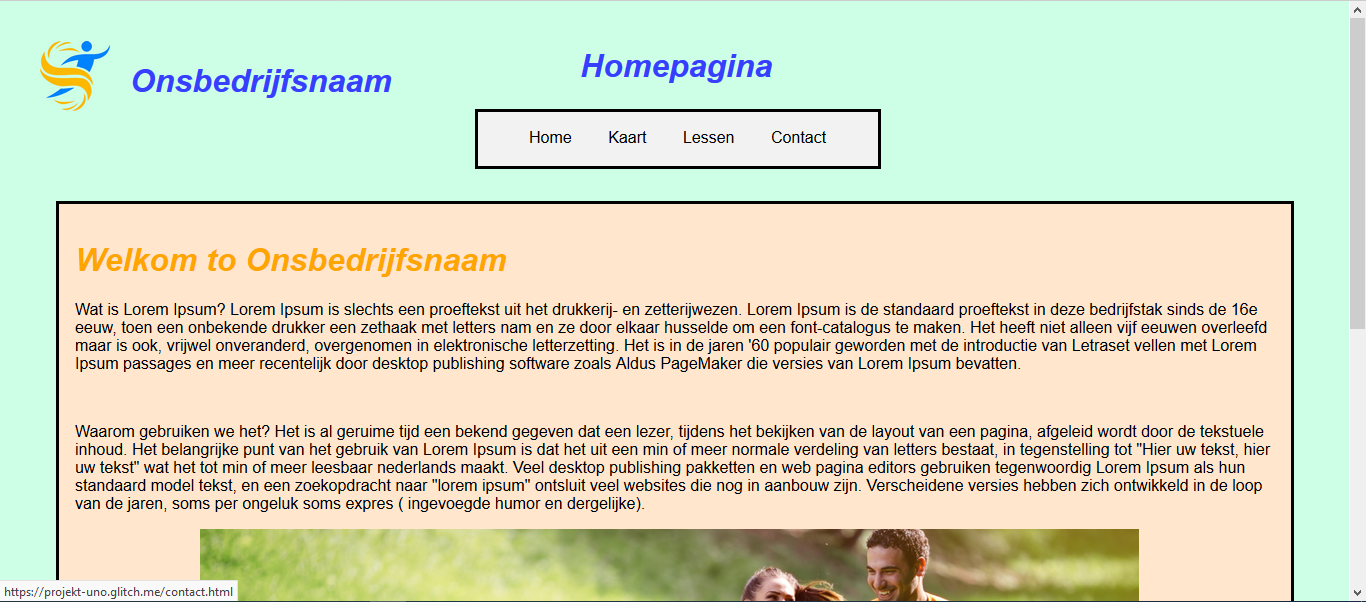 Onsbedrijfsnaam
Homepagina
Home Kaart Lessen Contact
Welkom to Onsbedrijfsnaam
Wat is Lorem Ipsum? Lorem Ipsum is slechts een proeftekst uit het drukkerij- en zetterijwezen. Lorem Ipsum is de standaard proeftekst in deze bedrijfstak sinds de 16e
eeuw, toen een onbekende drukker een zethaak met letters nam en ze door elkaar husselde om een font-catalogus te maken. Het heeft niet alleen vijf eeuwen overleefd
maar is ook, vrijwel onveranderd, overgenomen in elektronische letterzetting. Het is in de jaren '60 populair geworden met de introductie van Letraset vellen met Lorem
Ipsum passages en meer recentelijk door desktop publishing software zoals Aldus PageMaker die versies van Lorem Ipsum bevatten.
Waarom gebruiken we het? Het is al geruime tijd een bekend gegeven dat een lezer, tijdens het bekijken van de layout van een pagina, afgeleid wordt door de tekstuele
inhoud. Het belangrijke punt van het gebruik van Lorem Ipsum is dat het uit een min of meer normale verdeling van letters bestaat, in tegenstelling tot "Hier uw tekst, hier
uw tekst" wat het tot min of meer leesbaar nederlands maakt. Veel desktop publishing pakketten en web pagina editors gebruiken tegenwoordig Lorem Ipsum als hun
standaard model tekst, en een zoekopdracht naar "lorem ipsum" ontsluit veel websites die nog in aanbouw zijn. Verscheidene versies hebben zich ontwikkeld in de loop
van de jaren, soms per ongeluk soms expres ( ingevoegde humor en dergelijke).
https://projekt-uno.glitch.me/contact.html